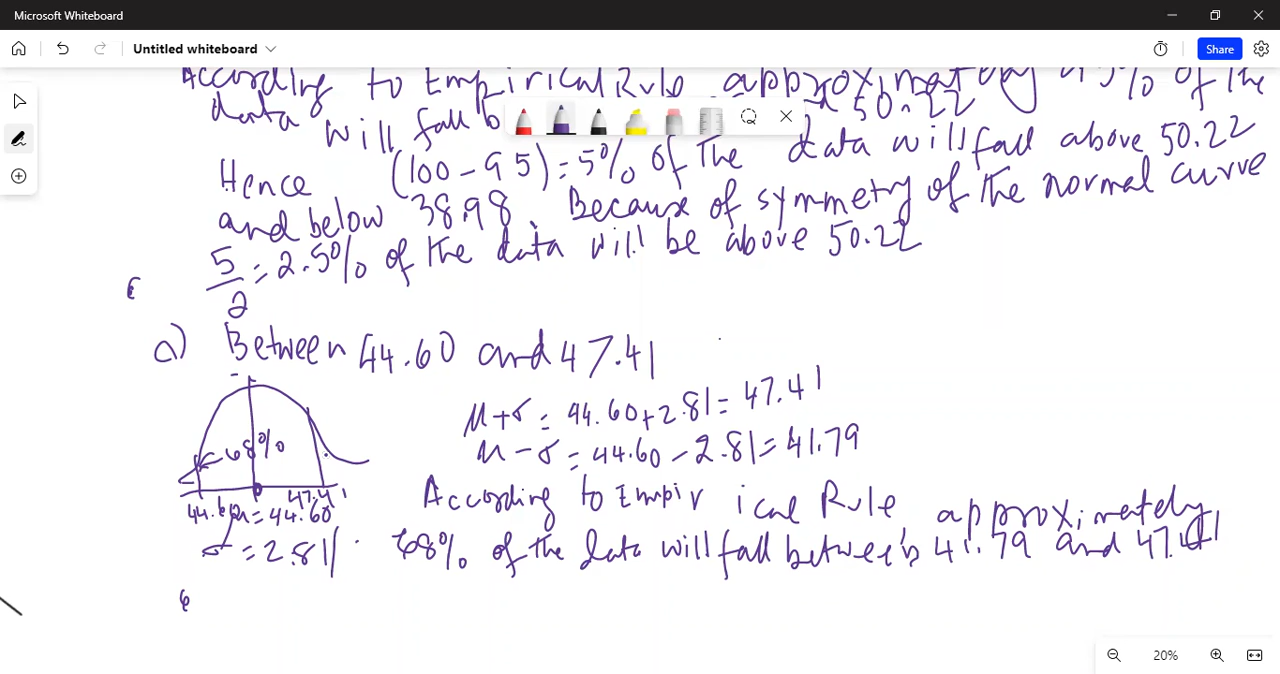 Microsoft Whiteboard
Untitled whiteboard
Share
According to Empirical Rule, approximately 95% of the
data will fall b 50.22
Hence (100-95)=5% of the data will fall above 50.22
and below 38.98. Because of symmetry of the normal curve
5/2 = 2.5% of the data will be above 50.22
a) Between 44.60 and 47.41
μ+σ = 44.60+2.81 = 47.41
μ-σ = 44.60-2.81 = 41.79
68%
47.41
μ=44.60
σ=2.81
According to Empirical Rule, approximately
68% of the data will fall between 41.79 and 47.41
20%